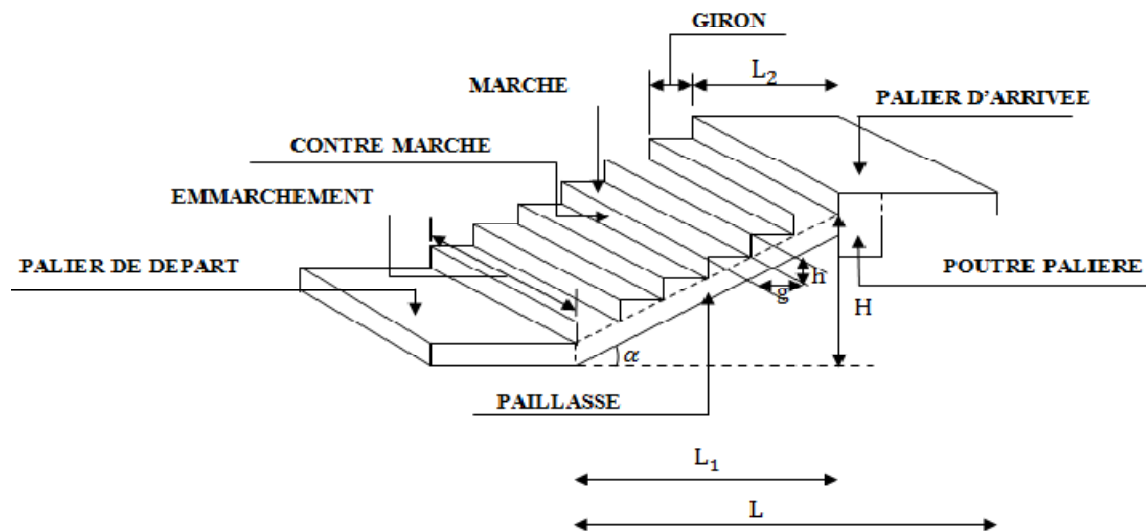 GIRON
L₂
MARCHE
PALIER D'ARRIVEE
CONTRE MARCHE
EMMARCHEMENT
PALIER DE DEPART
POUTRE PALIERE
h
g
H
α
PAILLASSE
L₁
L